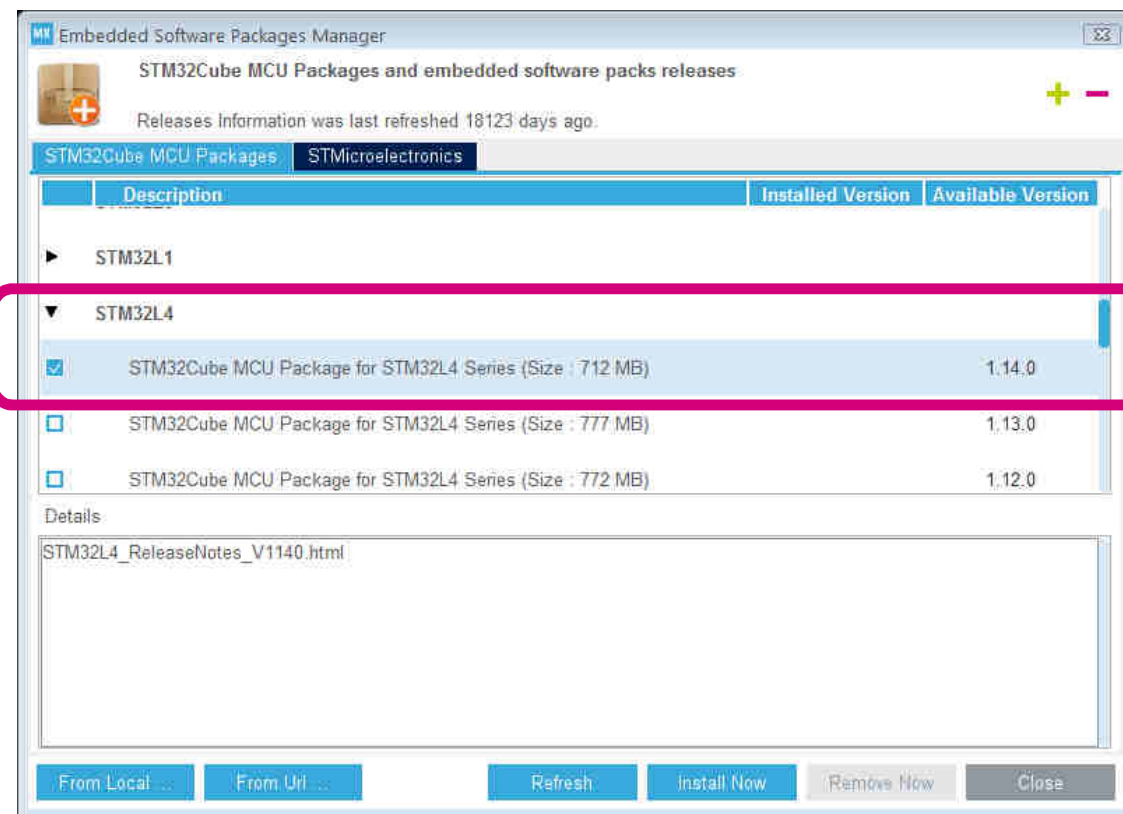 MX Embedded Software Packages Manager
STM32Cube MCU Packages and embedded software packs releases
Releases Information was last refreshed 18123 days ago.
STM32Cube MCU Packages STMicroelectronics
Description Installed Version Available Version
STM32L1
STM32L4
STM32Cube MCU Package for STM32L4 Series (Size : 712 MB) 1.14.0
STM32Cube MCU Package for STM32L4 Series (Size : 777 MB) 1.13.0
STM32Cube MCU Package for STM32L4 Series (Size : 772 MB) 1.12.0
Details
STM32L4_ReleaseNotes_V1140.html
From Local ... From Url ... Refresh Install Now Remove Now Close